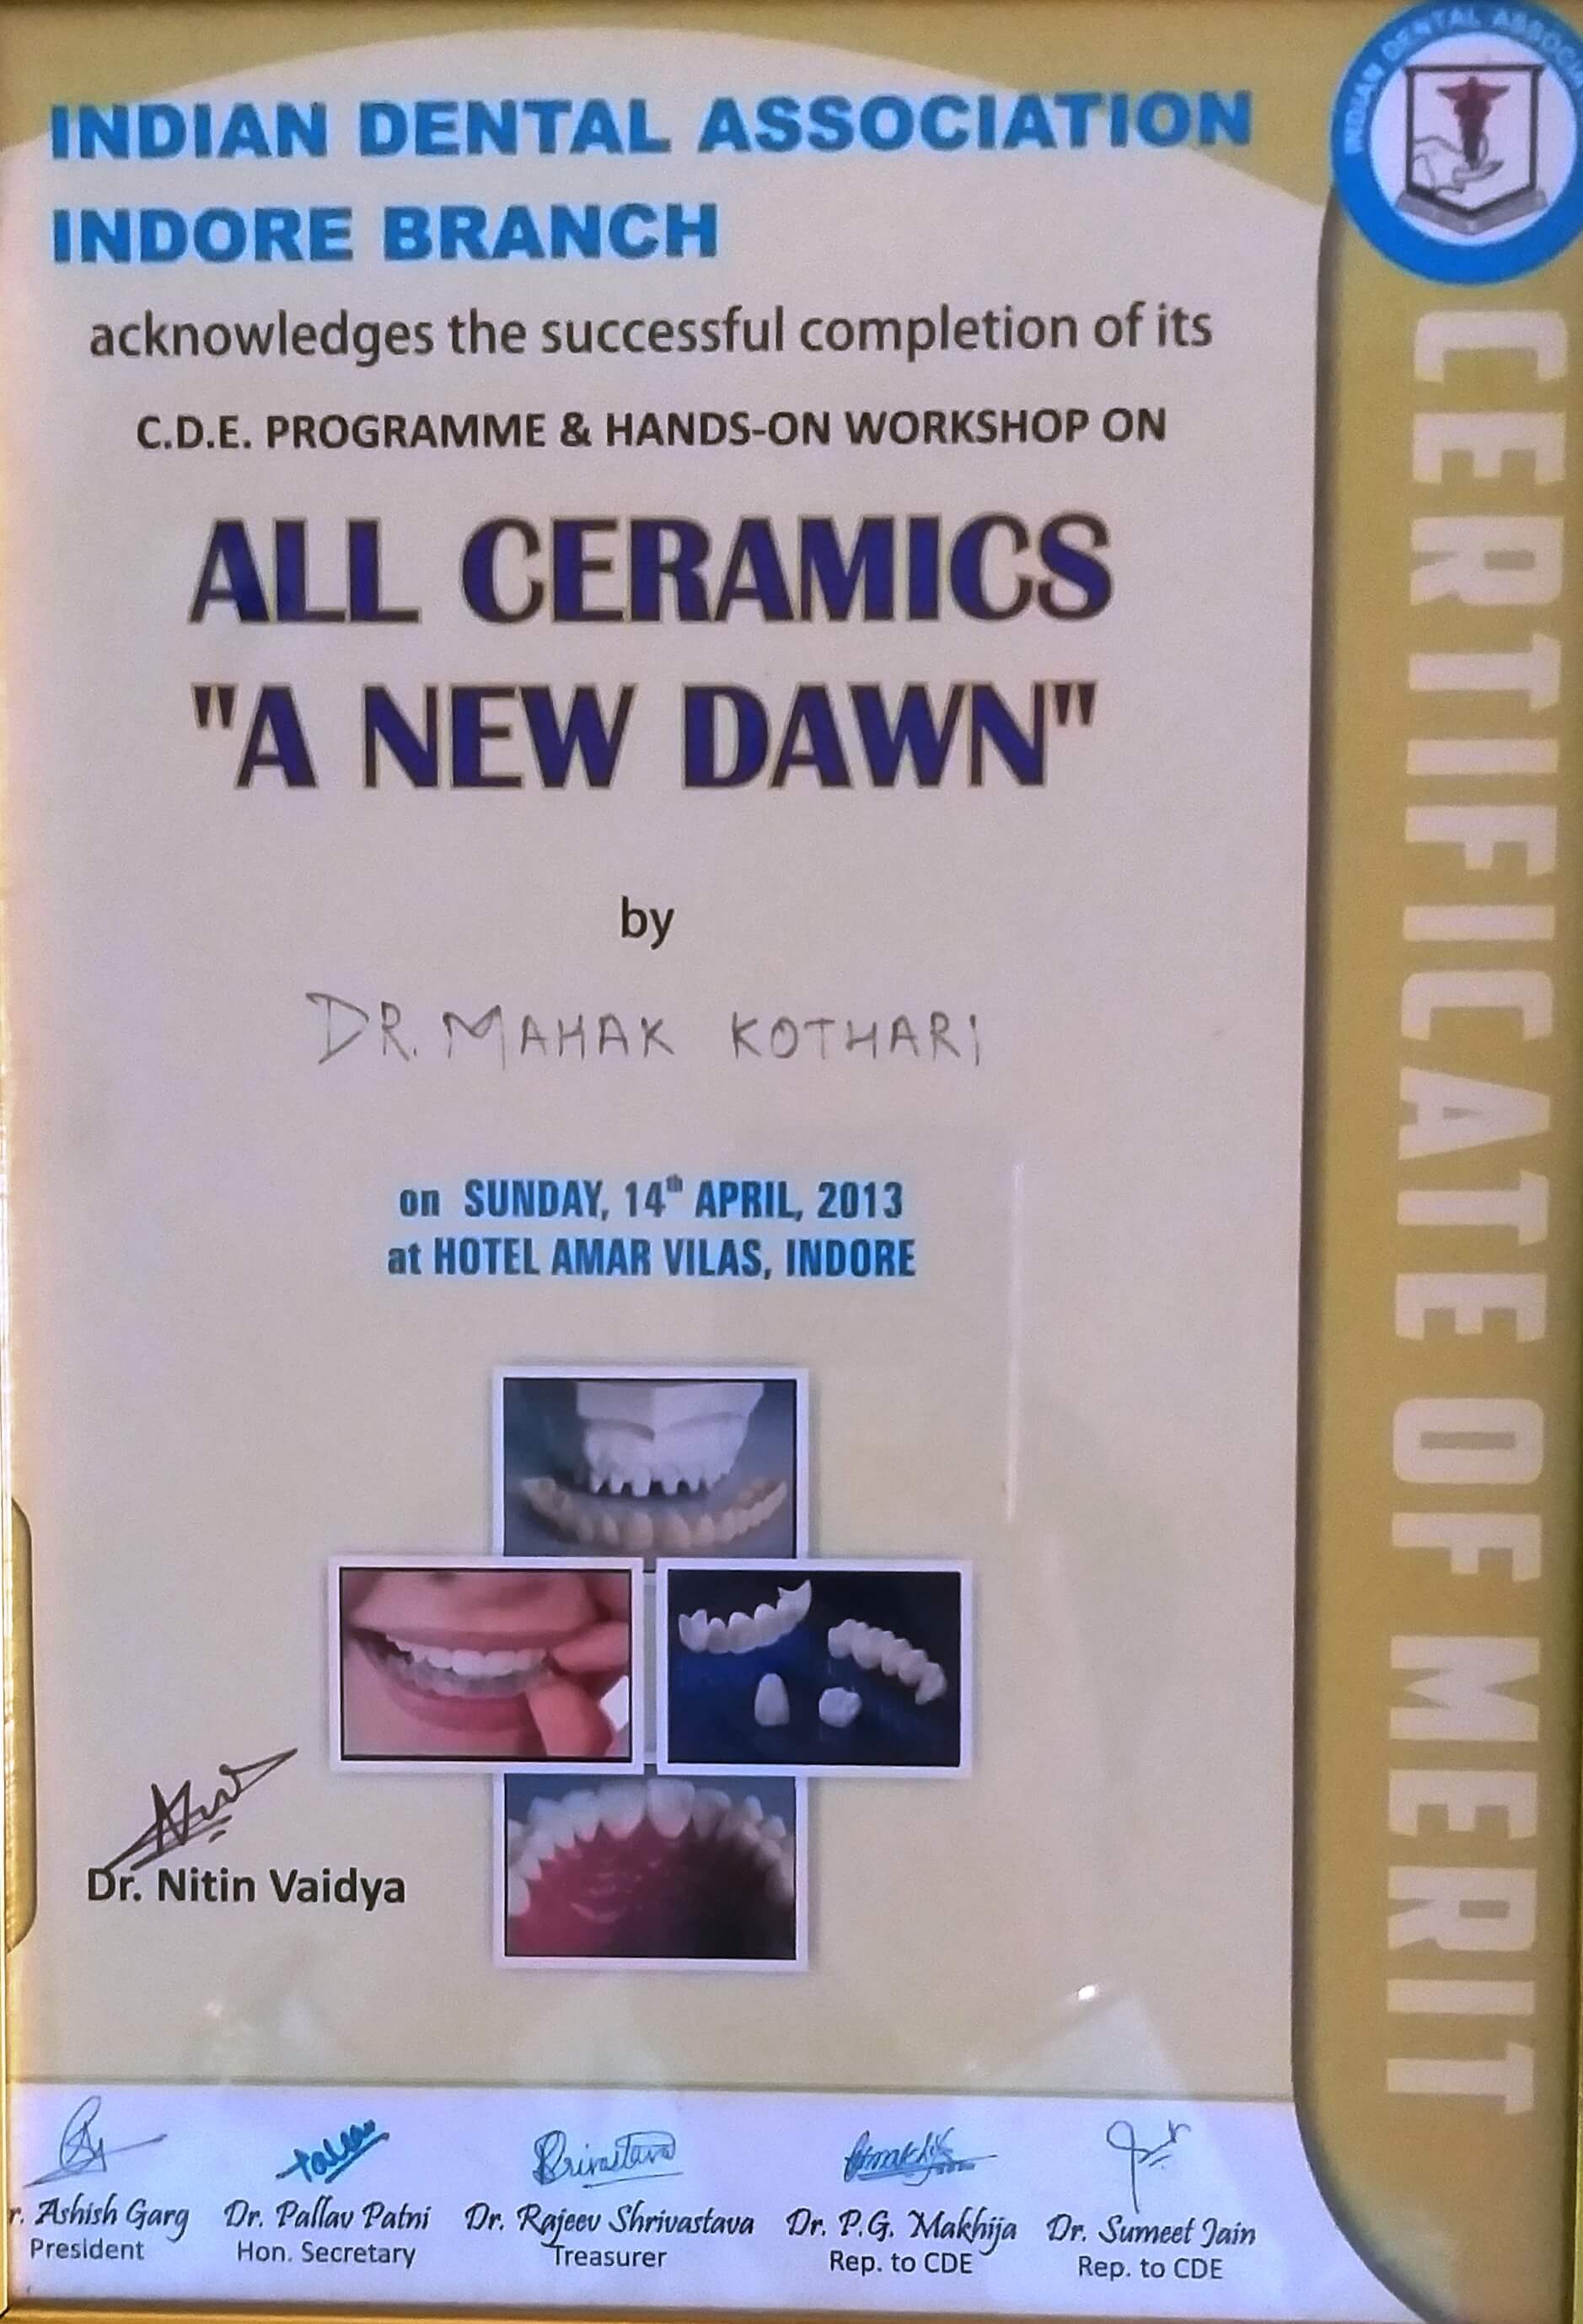 INDIAN DENTAL ASSOCIATION
INDIAN DENTAL ASSOCIATION
INDORE BRANCH
acknowledges the successful completion of its
C.D.E. PROGRAMME & HANDS-ON WORKSHOP ON
ALL CERAMICS
"A NEW DAWN"
by
DR. MAHAK KOTHARI
on SUNDAY, 14th APRIL, 2013
at HOTEL AMAR VILAS, INDORE
Dr. Nitin Vaidya
r. Ashish Garg Dr. Pallav Patni Dr. Rajeev Shrivastava Dr. P.G. Makhija Dr. Sumeet Jain
President Hon. Secretary Treasurer Rep. to CDE Rep. to CDE
CERTIFICATE OF MERIT